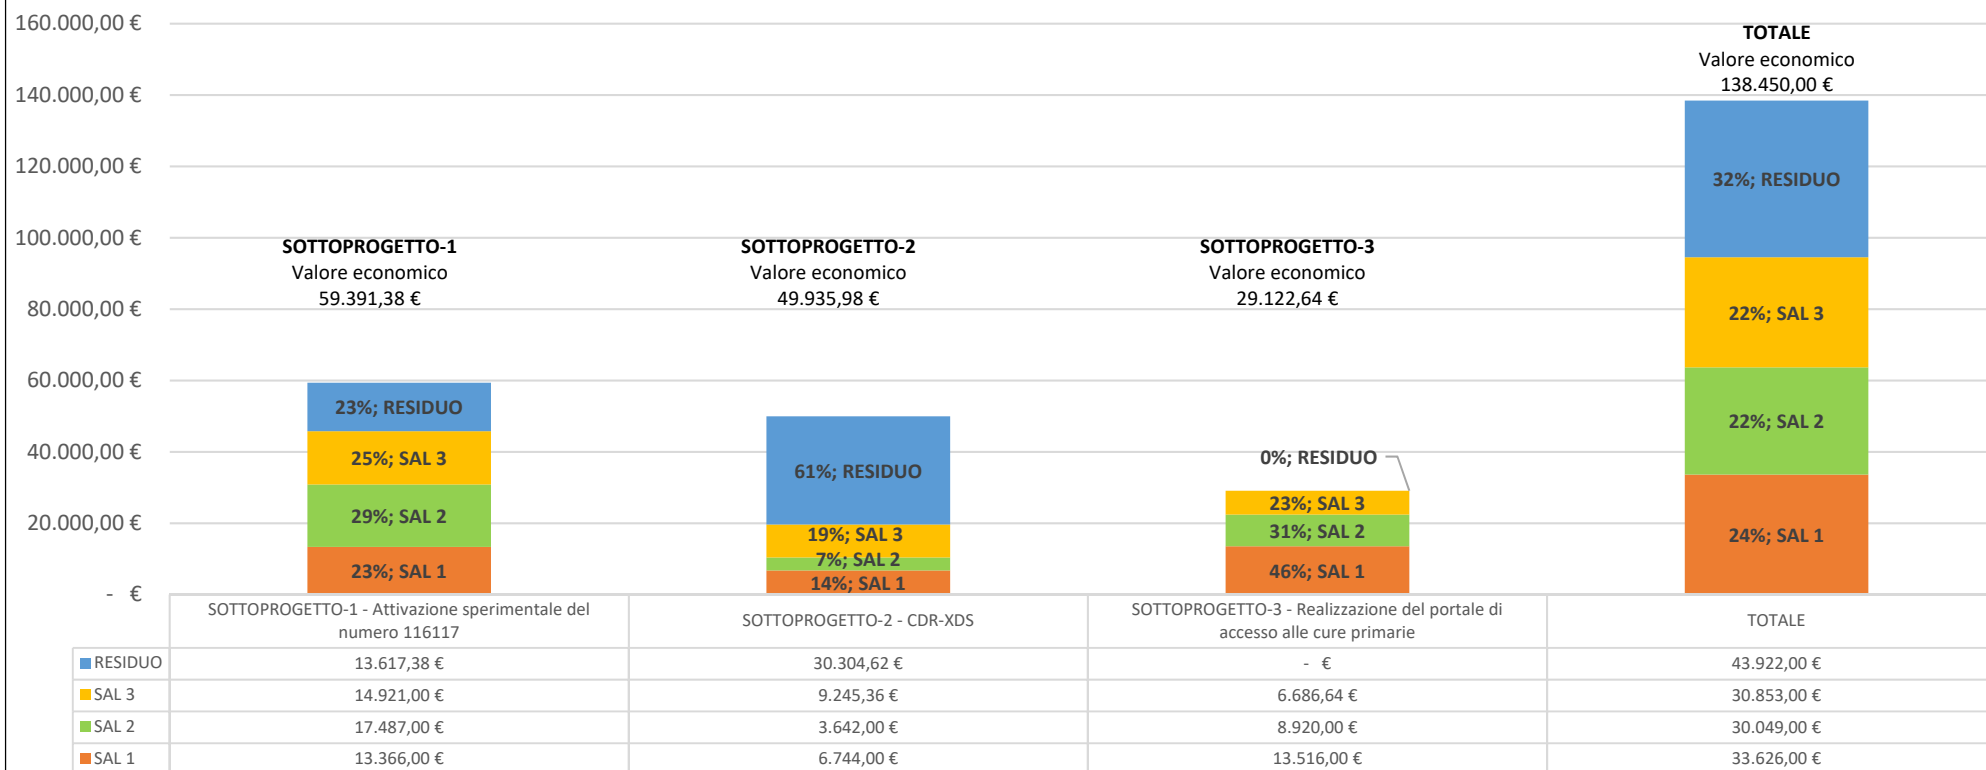 160.000,00 €
140.000,00 €
120.000,00 €
100.000,00 €
80.000,00 €
60.000,00 €
40.000,00 €
20.000,00 €
- €
SOTTOPROGETTO-1
Valore economico
59.391,38 €
SOTTOPROGETTO-2
Valore economico
49.935,98 €
SOTTOPROGETTO-3
Valore economico
29.122,64 €
TOTALE
Valore economico
138.450,00 €
23%; RESIDUO
25%; SAL 3
29%; SAL 2
23%; SAL 1
61%; RESIDUO
19%; SAL 3
7%; SAL 2
14%; SAL 1
0%; RESIDUO
23%; SAL 3
31%; SAL 2
46%; SAL 1
32%; RESIDUO
22%; SAL 3
22%; SAL 2
24%; SAL 1
SOTTOPROGETTO-1 - Attivazione sperimentale del
numero 116117
SOTTOPROGETTO-2 - CDR-XDS
SOTTOPROGETTO-3 - Realizzazione del portale di
accesso alle cure primarie
TOTALE
RESIDUO 13.617,38 € 30.304,62 € - € 43.922,00 €
SAL 3 14.921,00 € 9.245,36 € 6.686,64 € 30.853,00 €
SAL 2 17.487,00 € 3.642,00 € 8.920,00 € 30.049,00 €
SAL 1 13.366,00 € 6.744,00 € 13.516,00 € 33.626,00 €